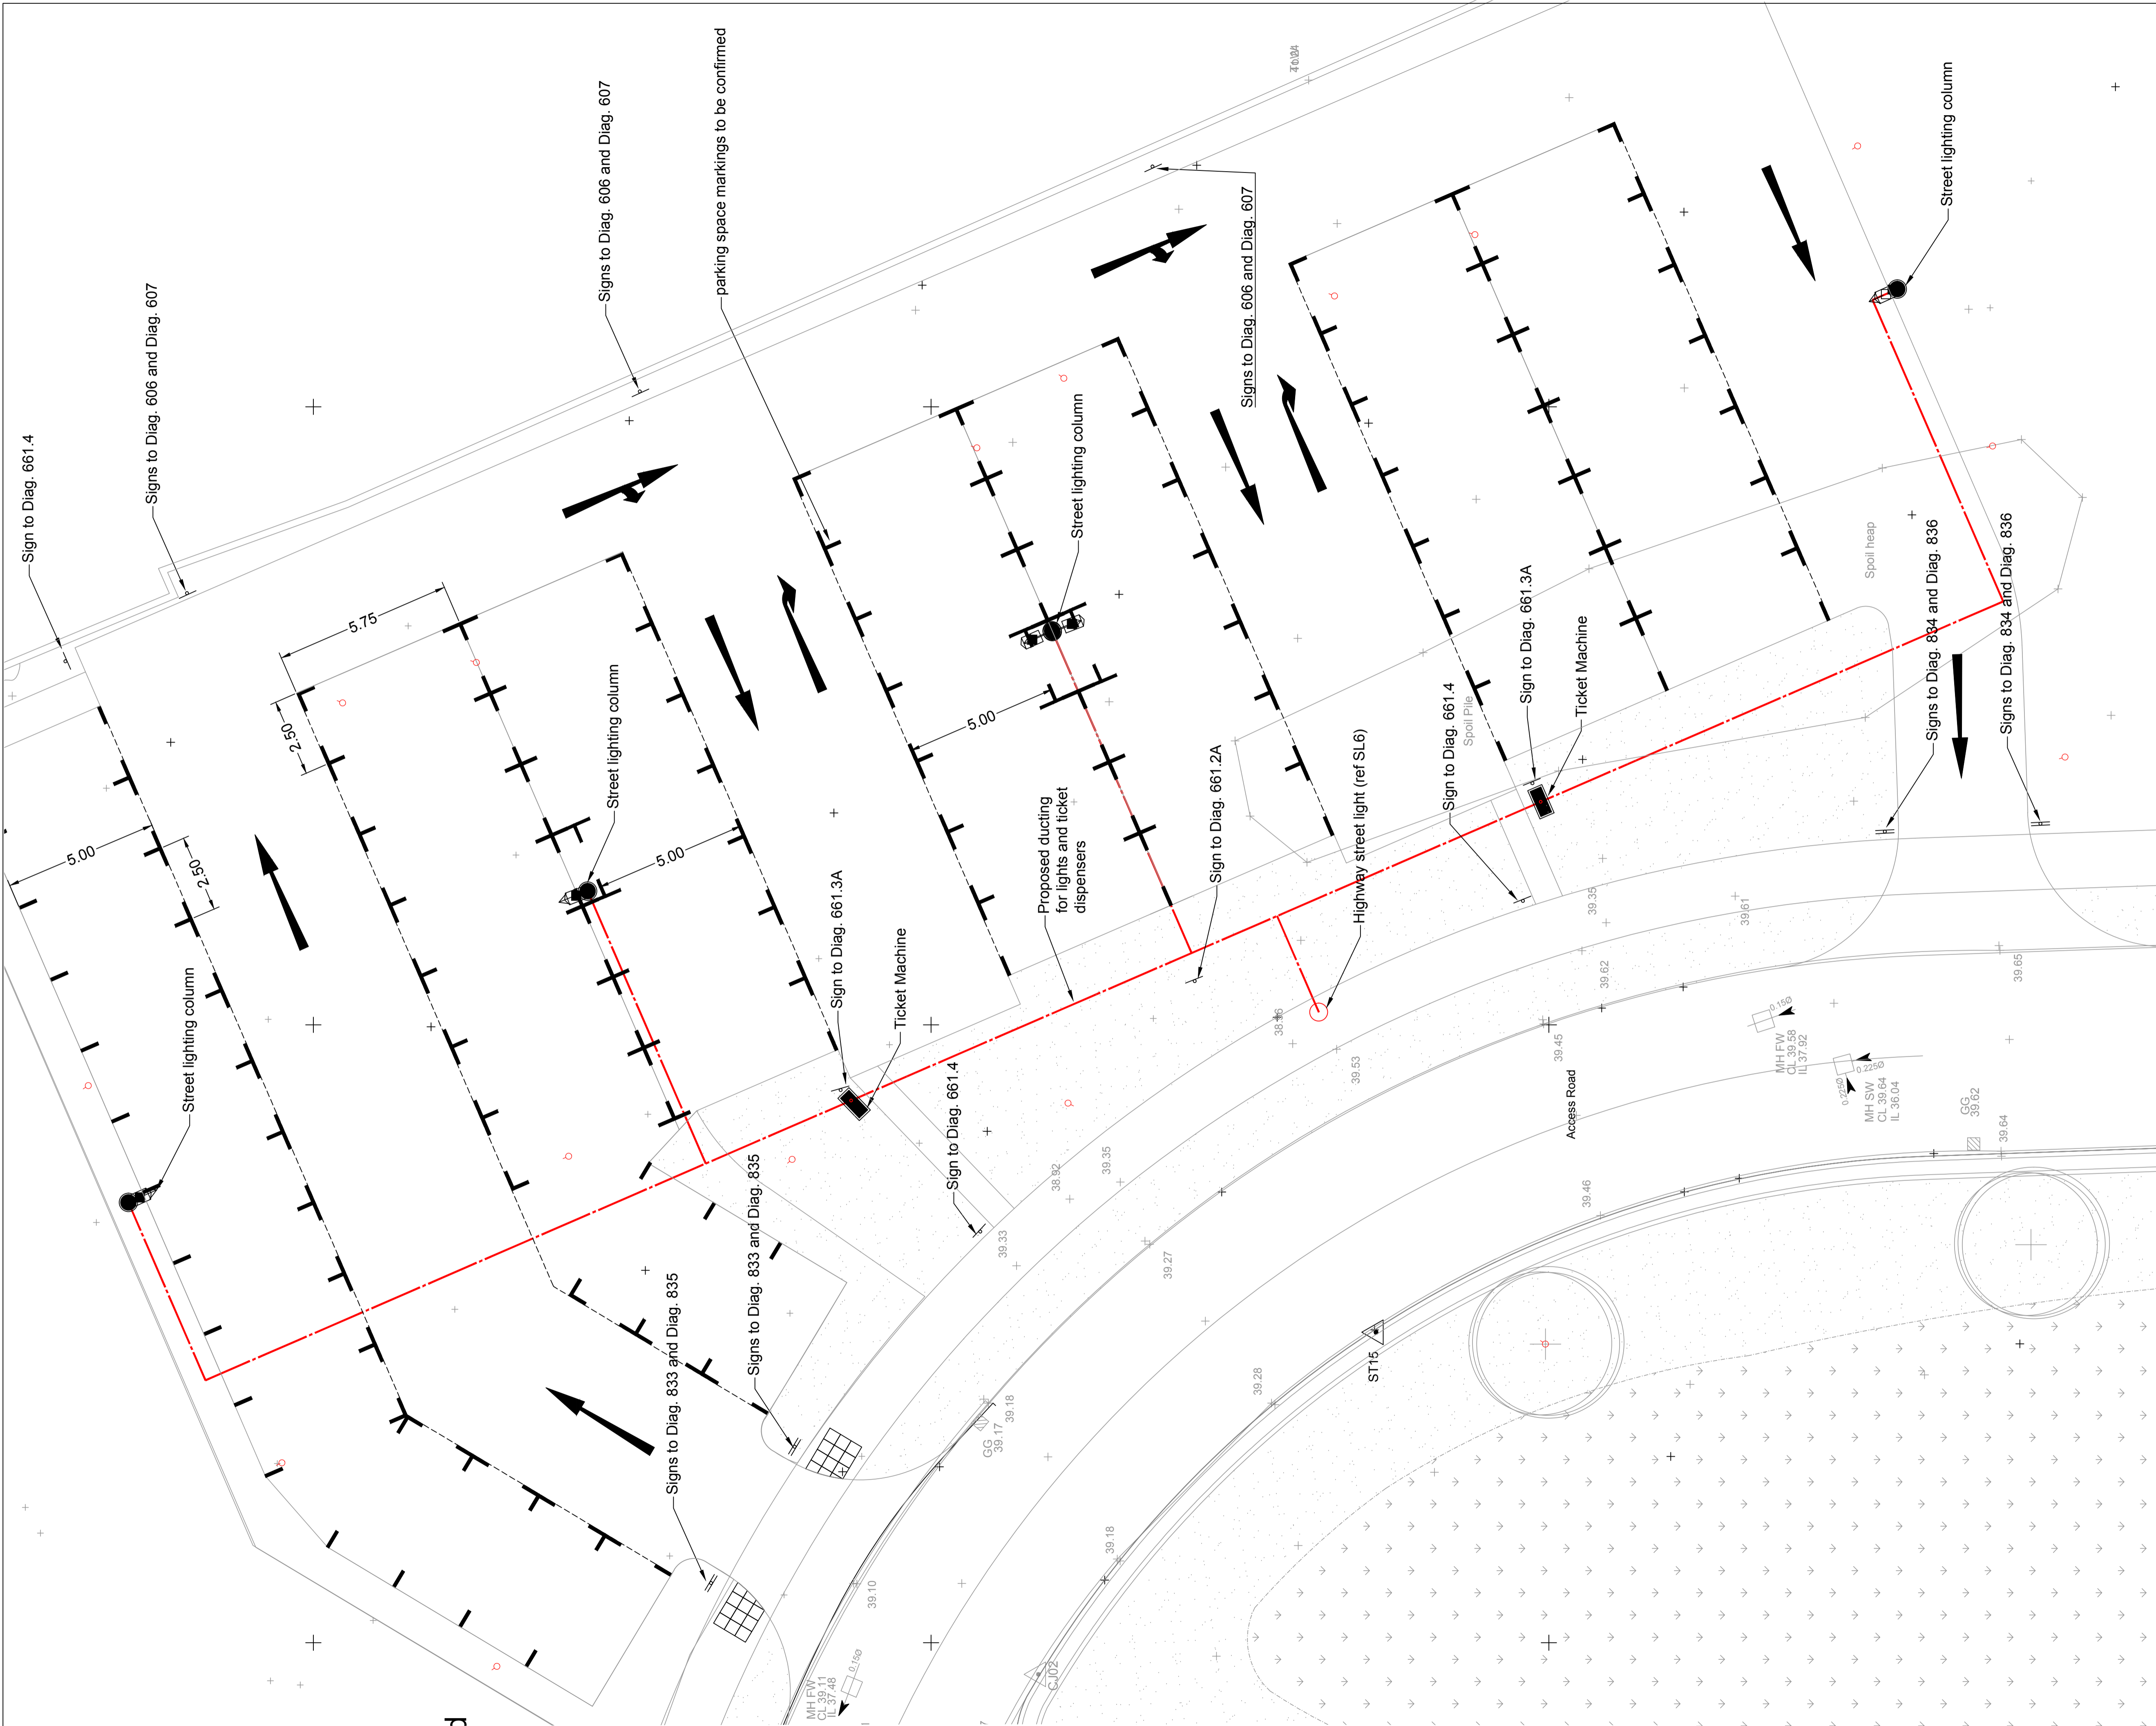 Sign to Diag. 661.4
Signs to Diag. 606 and Diag. 607
Signs to Diag. 606 and Diag. 607
parking space markings to be confirmed
Signs to Diag. 606 and Diag. 607
Street lighting column
5.75
2.50
5.00
2.50
Street lighting column
5.00
Street lighting column
5.00
Street lighting column
Proposed ducting
for lights and ticket
dispensers
Sign to Diag. 661.2A
Highway street light (ref SL6)
Sign to Diag. 661.4
Spoil Pile
Sign to Diag. 661.3A
Ticket Machine
Spoil heap
Signs to Diag. 834 and Diag. 836
Signs to Diag. 834 and Diag. 836
Sign to Diag. 661.3A
Ticket Machine
Sign to Diag. 661.4
Signs to Diag. 833 and Diag. 835
Signs to Diag. 833 and Diag. 835
39.35
39.61
39.62
39.65
39.53
39.45
Access Road
MH FW
CL 39.58
IL 37.92
0.15Ø
MH SW
CL 39.64
IL 36.04
0.225Ø
0.225Ø
GG
39.62
39.64
38.92
39.35
39.33
39.27
39.46
39.28
ST15
GG
39.17
39.18
39.18
39.10
MH FW
CL 39.11
IL 37.48
0.15Ø
CJ02
d